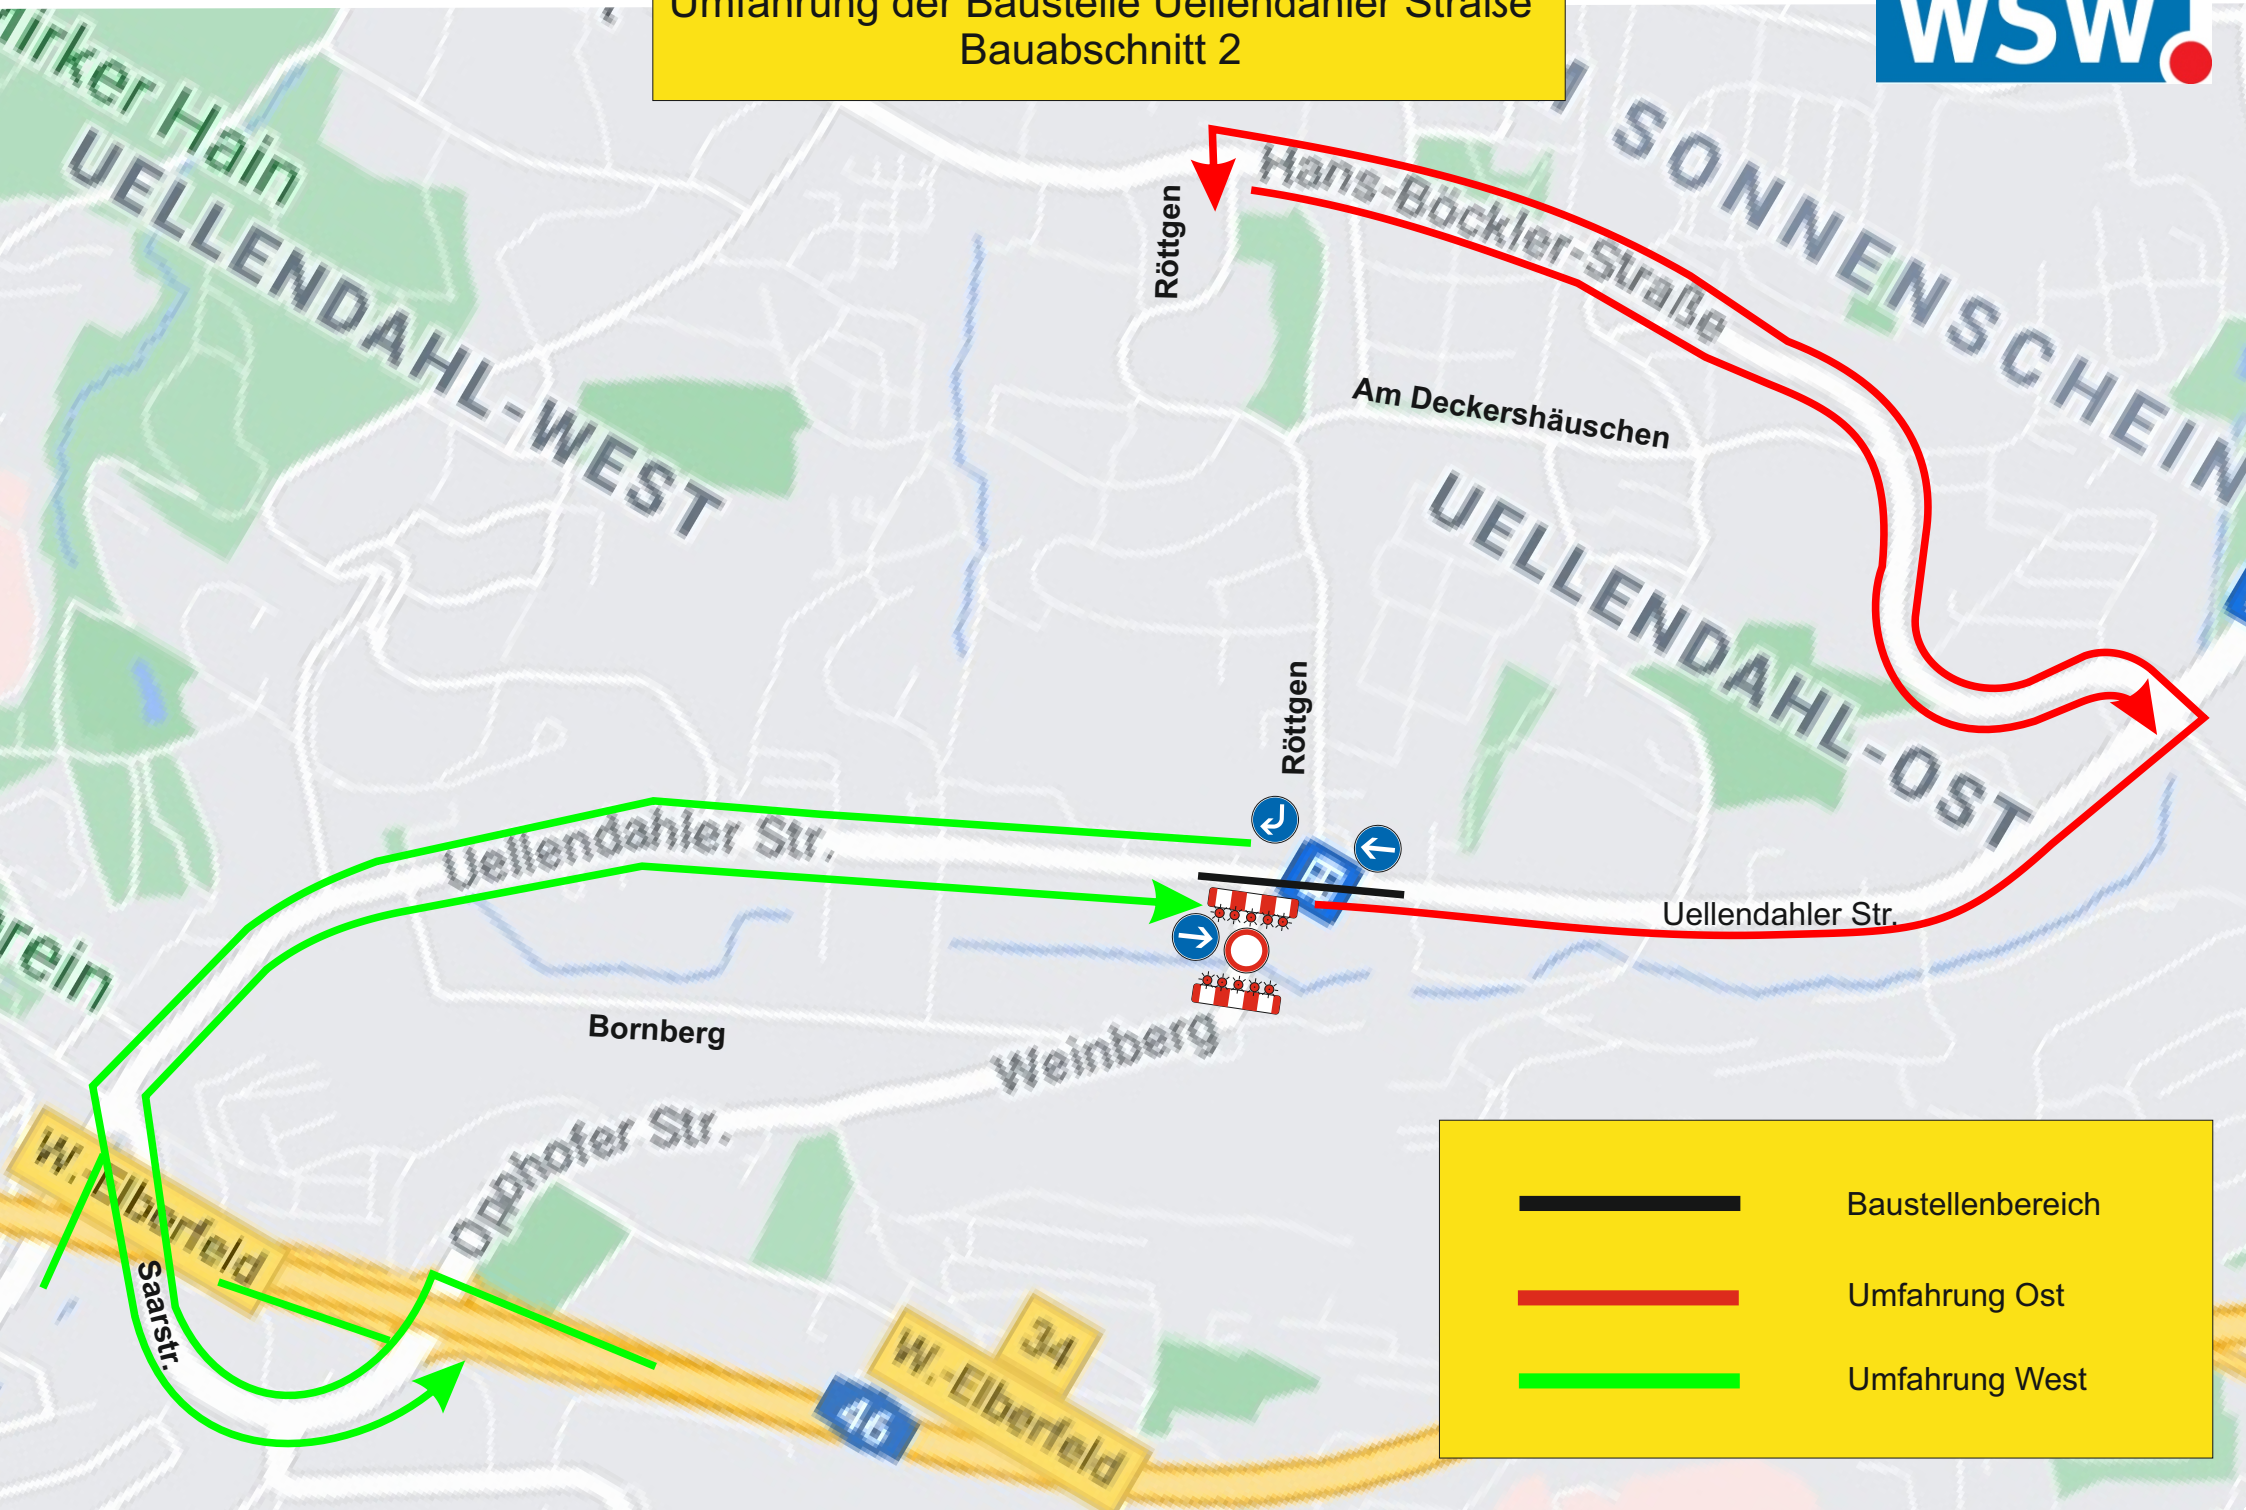 Umfahrung der Baustelle Uellendahler Straße
Bauabschnitt 2
WSW.
Hain
UELLENDAHL-WEST
SONNENSCHEIN
Hans-Böckler-Straße
Röttgen
Am Deckershäuschen
UELLENDAHL-OST
Röttgen
Uellendahler Str.
Uellendahler Str.
Bornberg
Weinberg
Opphofer Str.
W.-Elberfeld
Saarstr.
34
W.-Elberfeld
46
Baustellenbereich
Umfahrung Ost
Umfahrung West